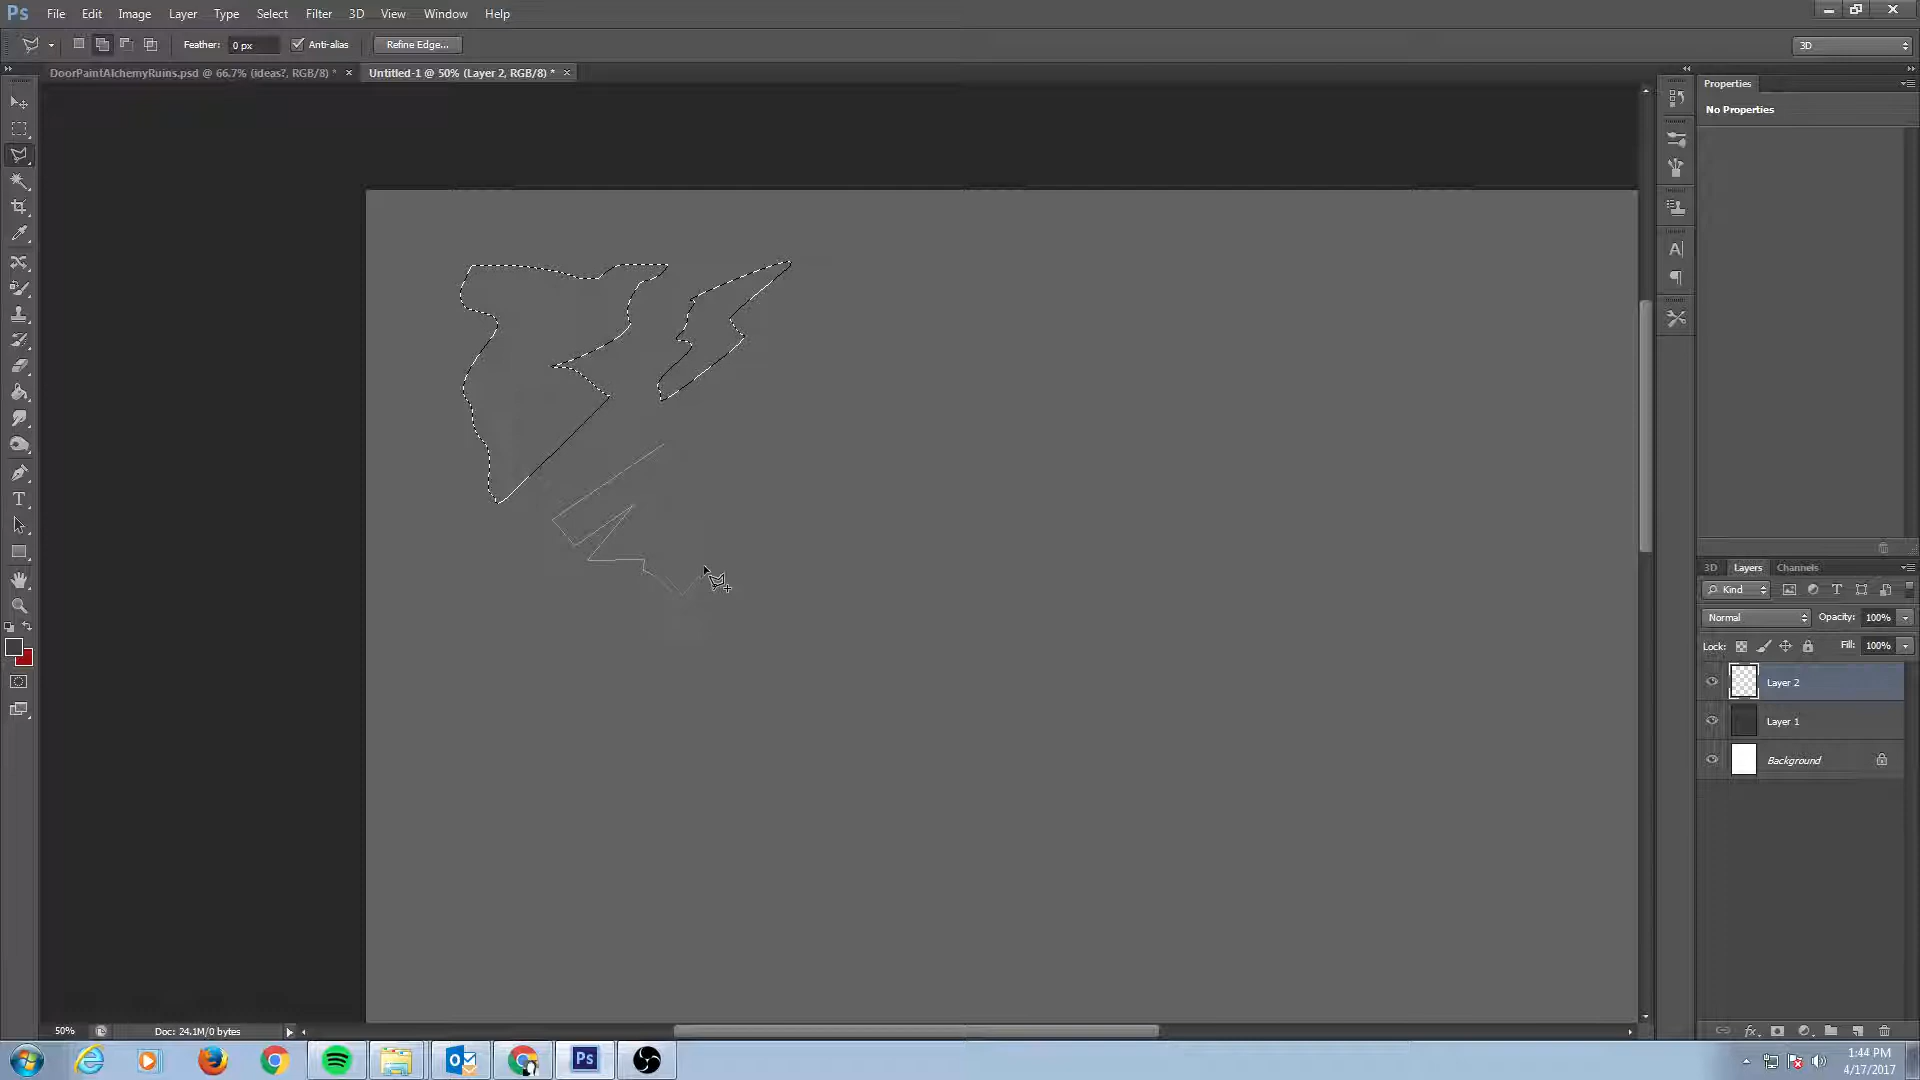 Ps File Edit Image Layer Type Select Filter 3D View Window Help
Feather: 0 px Anti-alias Refine Edge... 3D
DoorPaintAlchemyRuins.psd @ 66.7% (ideas?, RGB/8) * × Untitled-1 @ 50% (Layer 2, RGB/8) * ×
Properties
No Properties
3D Layers Channels
Kind
Normal Opacity: 100%
Lock: Fill: 100%
Layer 2
Layer 1
Background
50% Doc: 24.1M/0 bytes
Ps
1:44 PM
4/17/2017